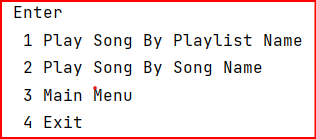 Enter
1 Play Song By Playlist Name
2 Play Song By Song Name
3 Main Menu
4 Exit